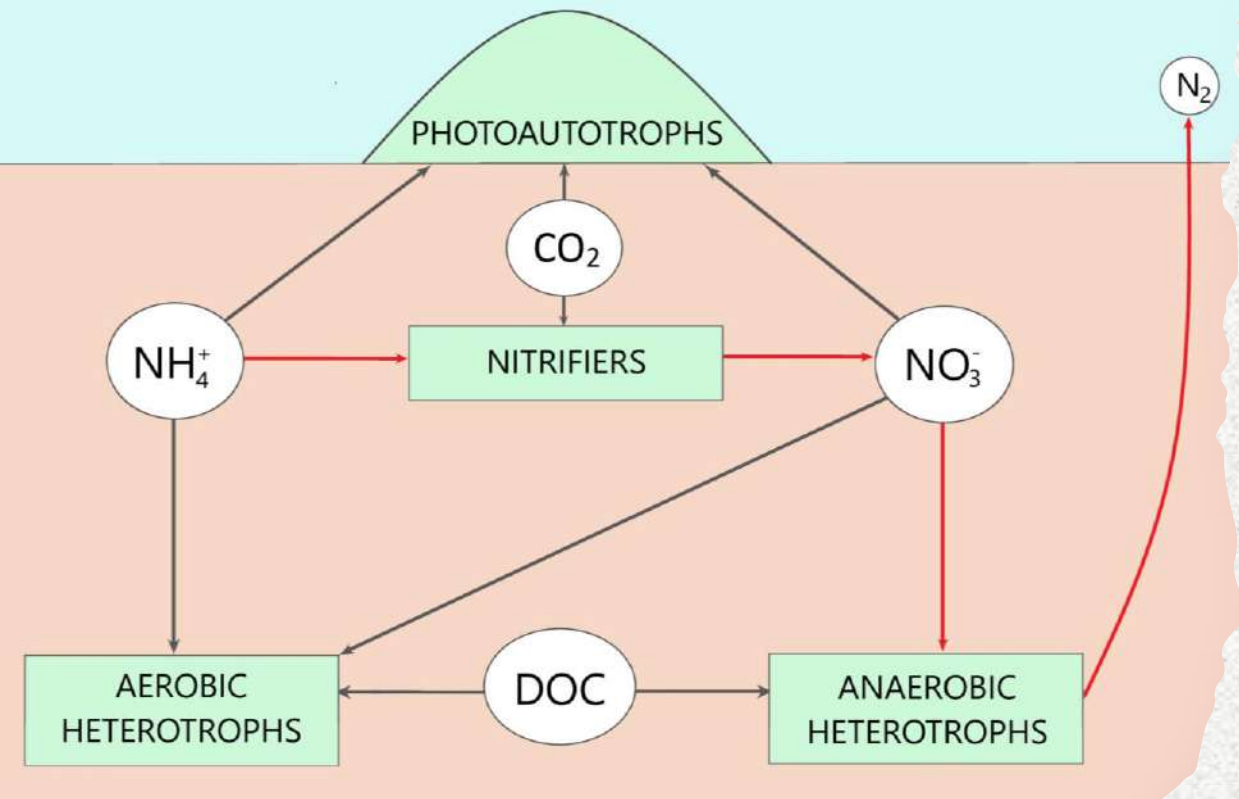 N₂
PHOTOAUTOTROPHS
CO₂
NH₄⁺
NITRIFIERS
NO₃⁻
AEROBIC
HETEROTROPHS
DOC
ANAEROBIC
HETEROTROPHS